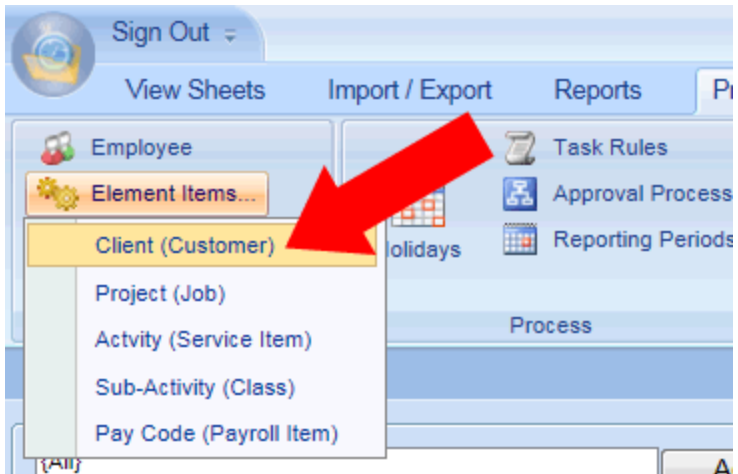 Sign Out
View Sheets Import / Export Reports
Employee
Element Items...
Task Rules
Approval Process
Reporting Periods
Client (Customer)
Project (Job)
Actvity (Service Item)
Sub-Activity (Class)
Pay Code (Payroll Item)
olidays
Process
{All}